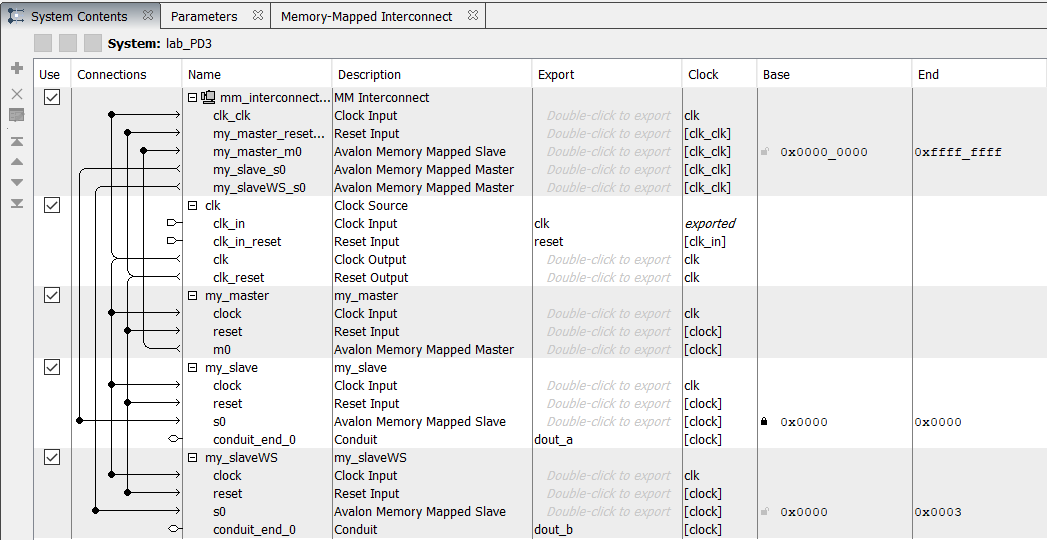 System Contents Parameters Memory-Mapped Interconnect
System: lab_PD3
Use Connections Name Description Export Clock Base End
mm_interconnect... MM Interconnect
clk_clk Clock Input Double-click to export clk
my_master_reset... Reset Input Double-click to export [clk_clk]
my_master_m0 Avalon Memory Mapped Slave Double-click to export [clk_clk] 0x0000_0000 0xffff_ffff
my_slave_s0 Avalon Memory Mapped Master Double-click to export [clk_clk]
my_slaveWS_s0 Avalon Memory Mapped Master Double-click to export [clk_clk]
clk Clock Source
clk_in Clock Input clk exported
clk_in_reset Reset Input reset [clk_in]
clk Clock Output Double-click to export clk
clk_reset Reset Output Double-click to export clk
my_master my_master
clock Clock Input Double-click to export clk
reset Reset Input Double-click to export [clock]
m0 Avalon Memory Mapped Master Double-click to export [clock]
my_slave my_slave
clock Clock Input Double-click to export clk
reset Reset Input Double-click to export [clock]
s0 Avalon Memory Mapped Slave Double-click to export [clock] 0x0000 0x0000
conduit_end_0 Conduit dout_a [clock]
my_slaveWS my_slaveWS
clock Clock Input Double-click to export clk
reset Reset Input Double-click to export [clock]
s0 Avalon Memory Mapped Slave Double-click to export [clock] 0x0000 0x0003
conduit_end_0 Conduit dout_b [clock]